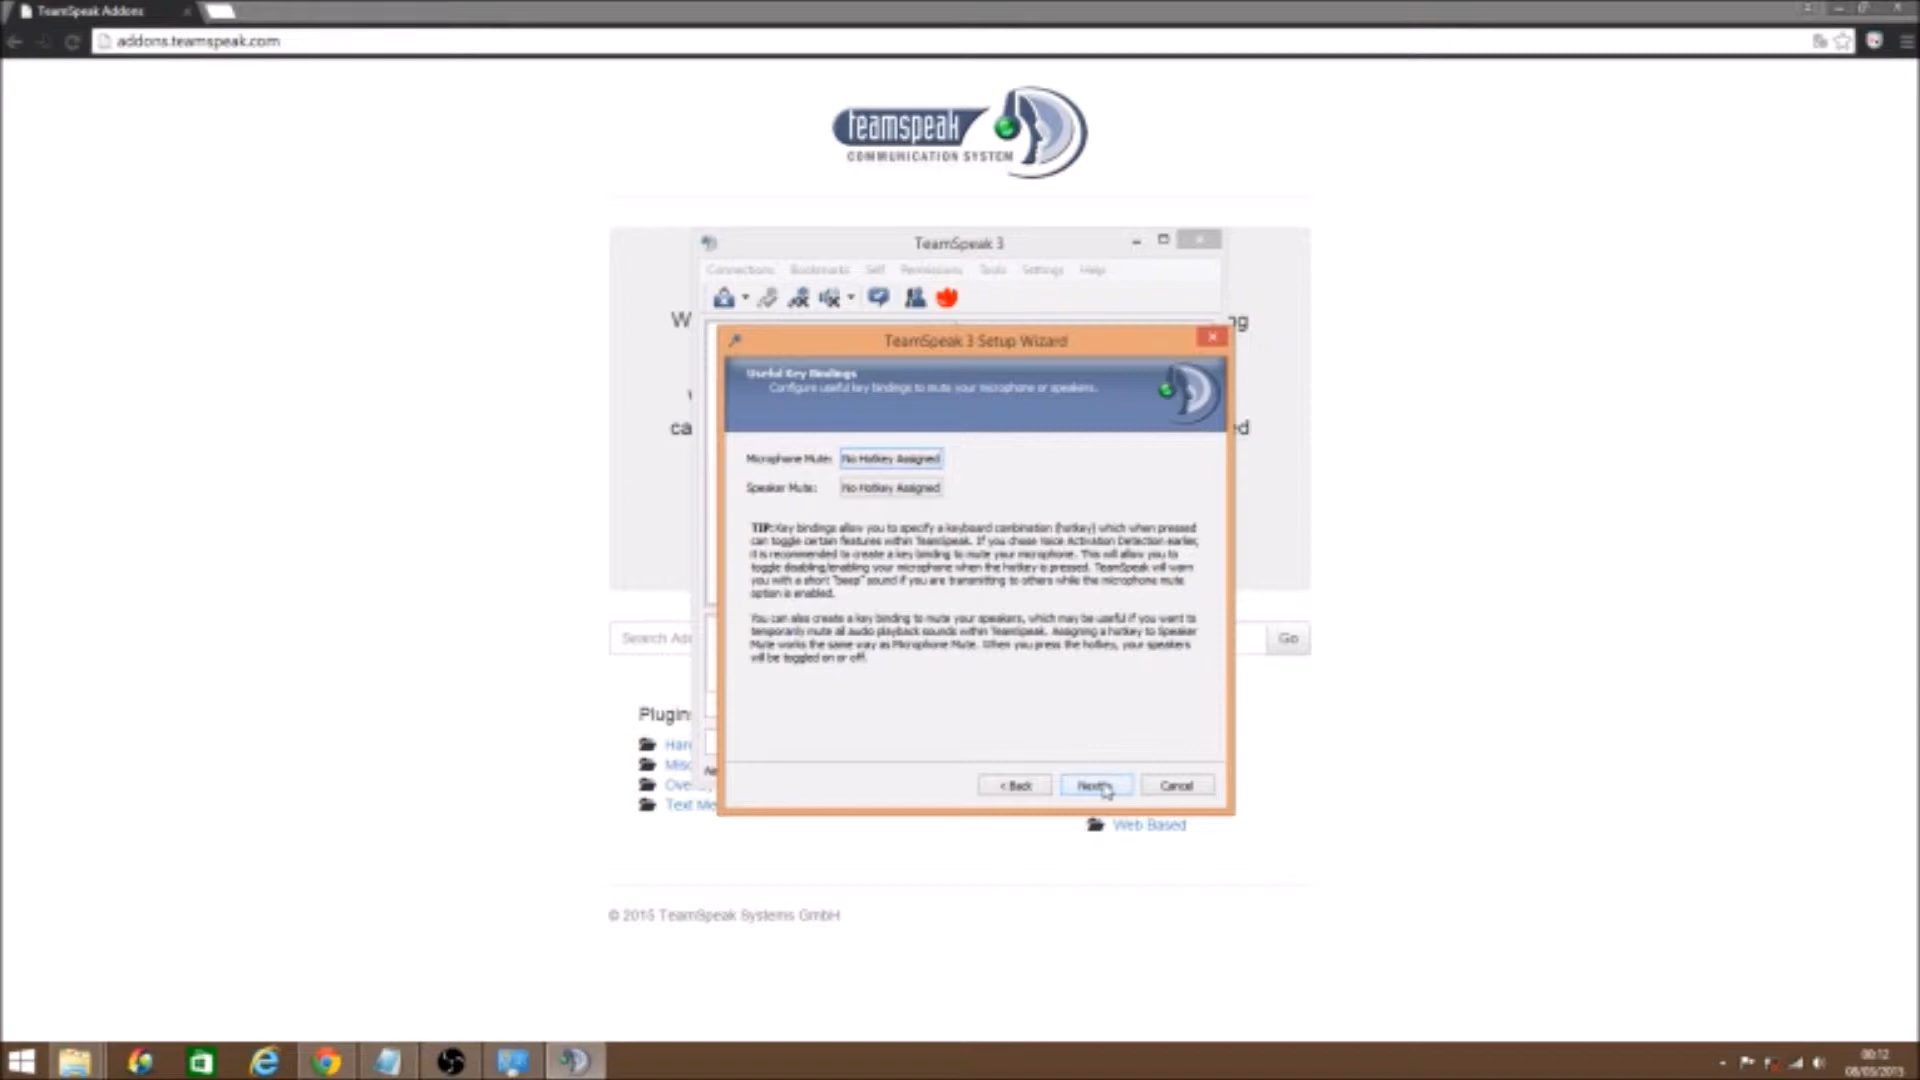 TeamSpeak Addons
addons.teamspeak.com
teamspeak
COMMUNICATION SYSTEM
TeamSpeak 3
Connections Bookmarks Self Permissions Tools Settings Help
TeamSpeak 3 Setup Wizard
Useful Key Bindings
Configure useful key bindings to mute your microphone or speakers.
Microphone Mute: No Hotkey Assigned
Speaker Mute: No Hotkey Assigned
TIP: Key bindings allow you to specify a keyboard combination (hotkey) which when pressed
can toggle certain features within TeamSpeak. If you chose Voice Activation Detection earlier,
it is recommended to create a key binding to mute your microphone. This will allow you to
toggle disabling/enabling your microphone when the hotkey is pressed. TeamSpeak will warn
you with a short "beep" sound if you are transmitting to others while the microphone mute
option is enabled.
You can also create a key binding to mute your speakers, which may be useful if you want to
temporarily mute all audio playback sounds within TeamSpeak. Assigning a hotkey to Speaker
Mute works the same way as Microphone Mute. When you press the hotkey, your speakers
will be toggled on or off.
Search Go
Plugin
Text Me
< Back Next Cancel
Web Based
© 2015 TeamSpeak Systems GmbH
00:12
08/03/2015